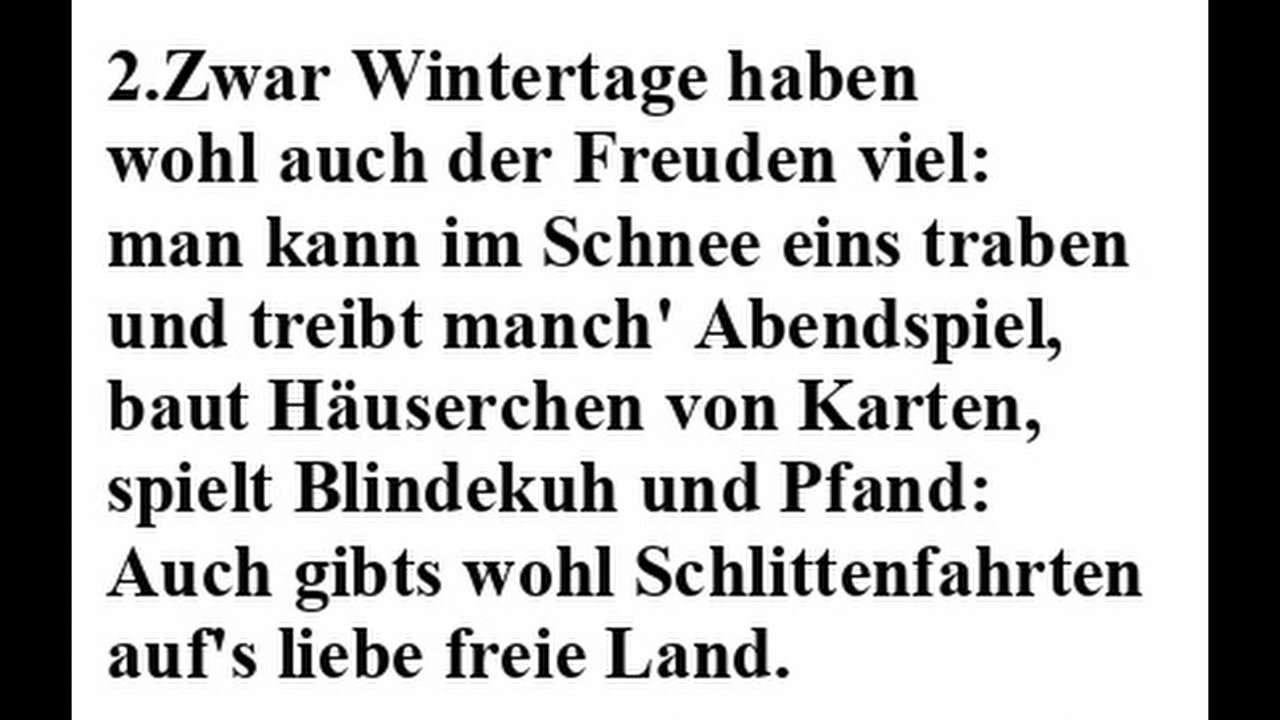 2.Zwar Wintertage haben
wohl auch der Freuden viel:
man kann im Schnee eins traben
und treibt manch' Abendspiel,
baut Häuserchen von Karten,
spielt Blindekuh und Pfand:
Auch gibts wohl Schlittenfahrten
auf's liebe freie Land.